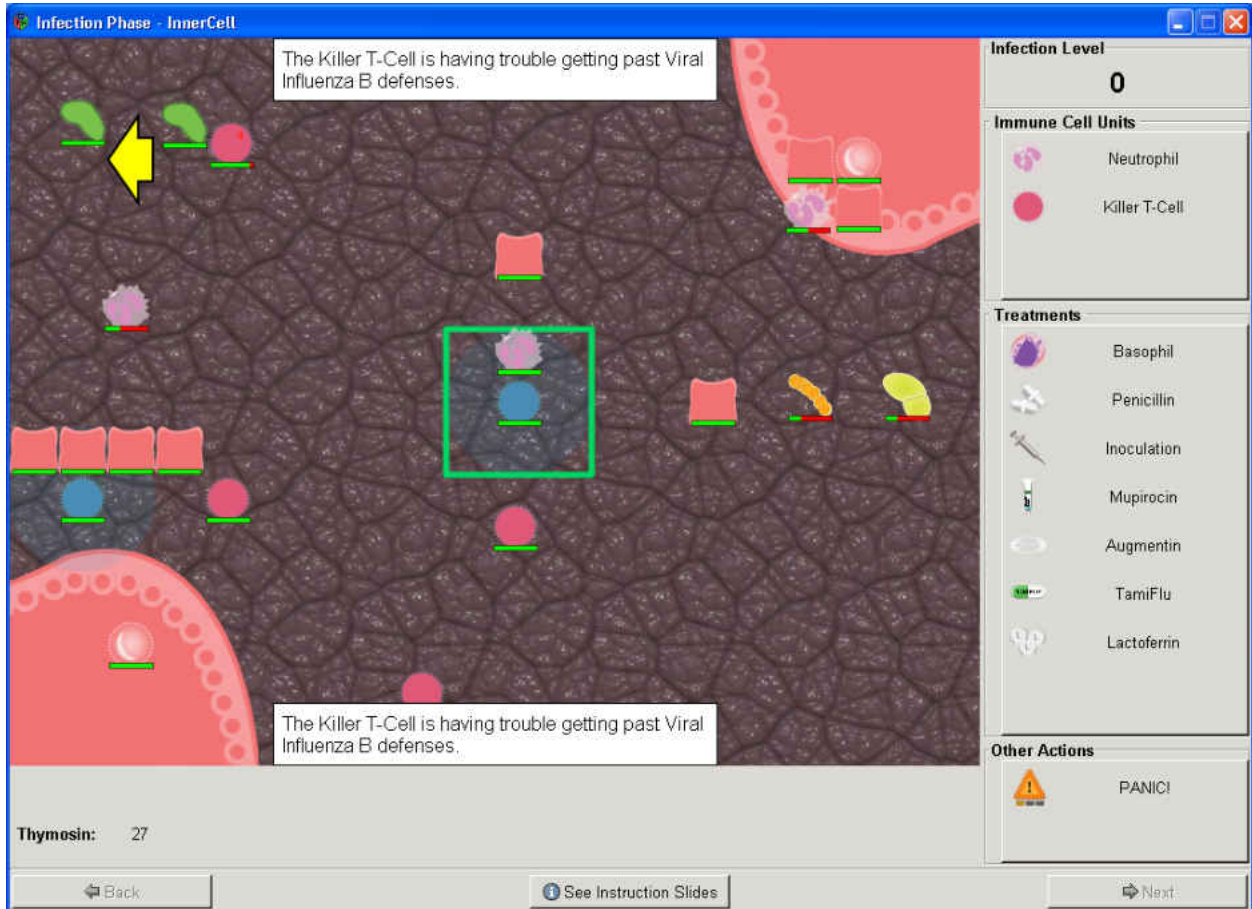 Infection Phase - InnerCell
The Killer T-Cell is having trouble getting past Viral
Influenza B defenses.
Infection Level
0
Immune Cell Units
Neutrophil
Killer T-Cell
Treatments
Basophil
Penicillin
Inoculation
Mupirocin
Augmentin
TamiFlu
Lactoferrin
The Killer T-Cell is having trouble getting past Viral
Influenza B defenses.
Other Actions
PANIC!
Thymosin: 27
Back
See Instruction Slides
Next